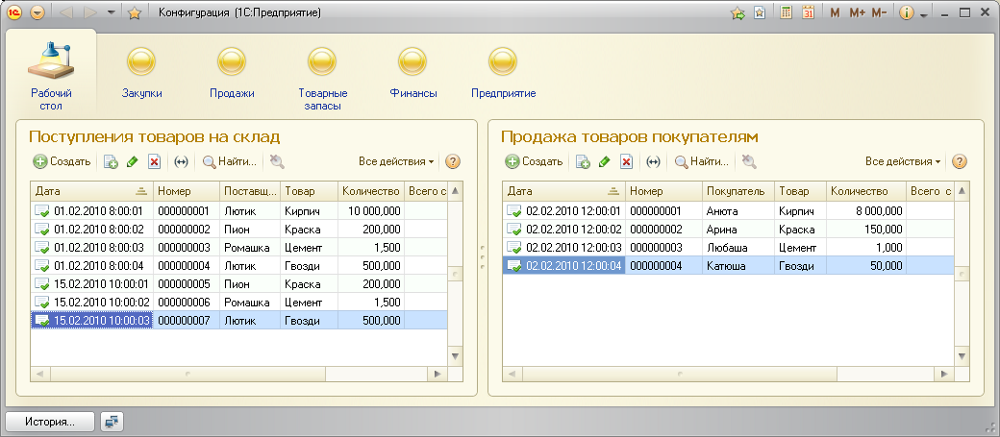 Конфигурация (1С:Предприятие)
M M+ M-
Рабочий стол
Закупки
Продажи
Товарные запасы
Финансы
Предприятие
Поступления товаров на склад
Создать Найти... Все действия
Дата Номер Поставщ... Товар Количество Всего с
01.02.2010 8:00:01 000000001 Лютик Кирпич 10 000,000
01.02.2010 8:00:02 000000002 Пион Краска 200,000
01.02.2010 8:00:03 000000003 Ромашка Цемент 1,500
01.02.2010 8:00:04 000000004 Лютик Гвозди 500,000
15.02.2010 10:00:01 000000005 Пион Краска 200,000
15.02.2010 10:00:02 000000006 Ромашка Цемент 1,500
15.02.2010 10:00:03 000000007 Лютик Гвозди 500,000
Продажа товаров покупателям
Создать Найти... Все действия
Дата Номер Покупатель Товар Количество Всего с
02.02.2010 12:00:01 000000001 Анюта Кирпич 8 000,000
02.02.2010 12:00:02 000000002 Арина Краска 150,000
02.02.2010 12:00:03 000000003 Любаша Цемент 1,000
02.02.2010 12:00:04 000000004 Катюша Гвозди 50,000
История...